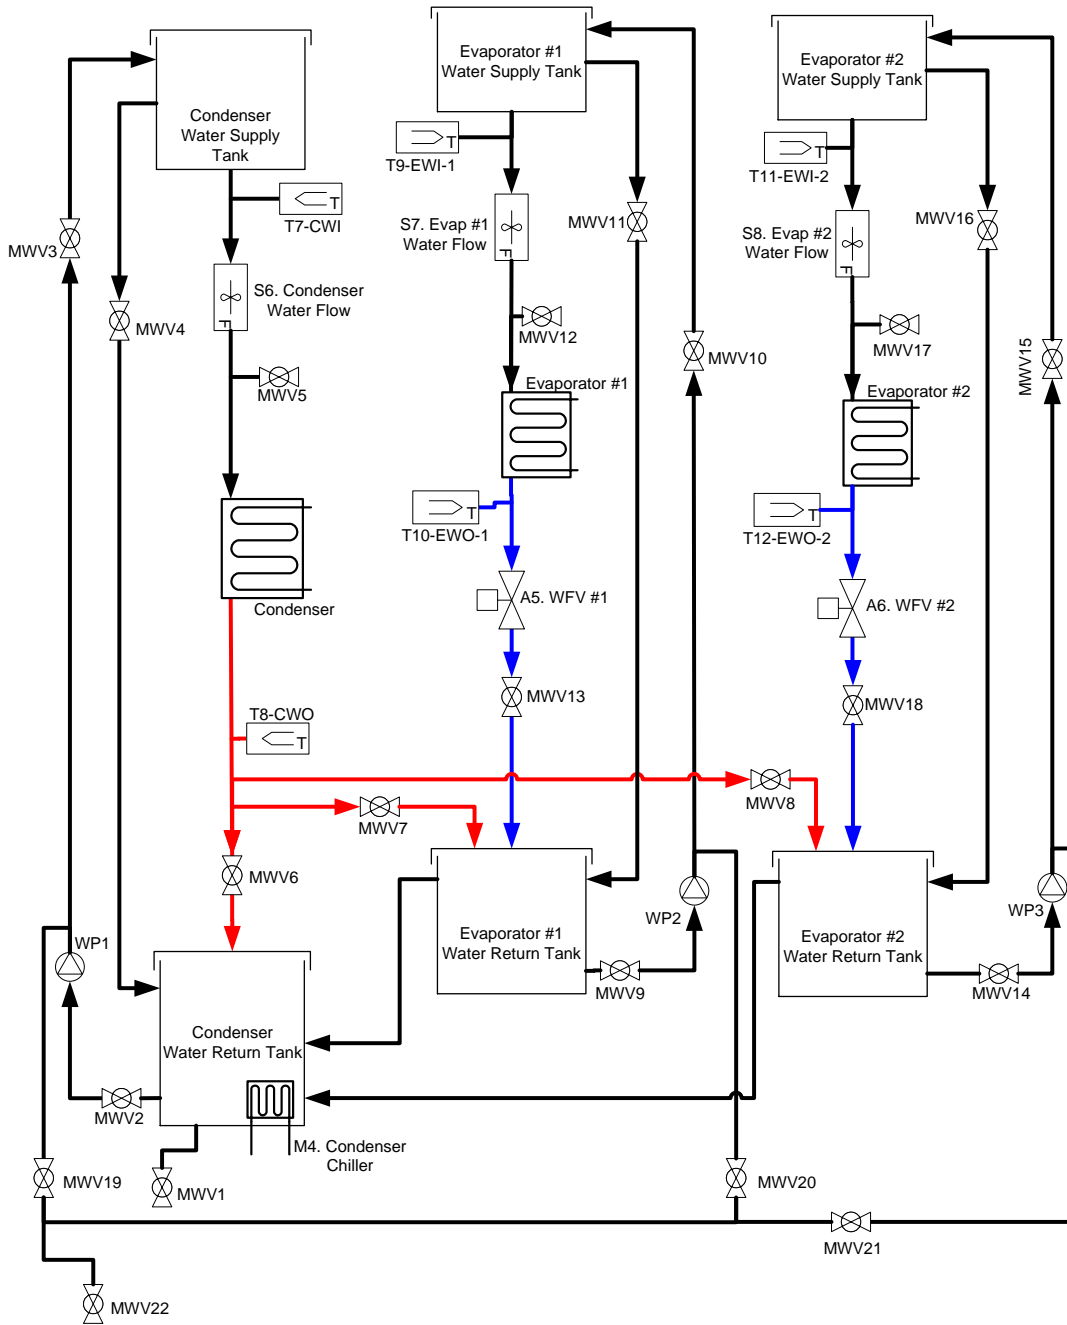 Evaporator #1
Water Supply Tank
Evaporator #2
Water Supply Tank
Condenser
Water Supply
Tank
T
T9-EWI-1
T
T11-EWI-2
T
T7-CWI
MWV3
MWV4
S6. Condenser
Water Flow
F
S7. Evap #1
Water Flow
F
MWV11
S8. Evap #2
Water Flow
F
MWV16
MWV12
MWV10
MWV17
MWV15
MWV5
Evaporator #1
Evaporator #2
T
T10-EWO-1
T
T12-EWO-2
Condenser
A5. WFV #1
A6. WFV #2
MWV13
MWV18
T8-CWO
T
MWV7
MWV8
MWV6
WP1
WP2
WP3
Evaporator #1
Water Return Tank
Evaporator #2
Water Return Tank
MWV9
MWV14
Condenser
Water Return Tank
MWV2
M4. Condenser
Chiller
MWV19
MWV1
MWV20
MWV21
MWV22